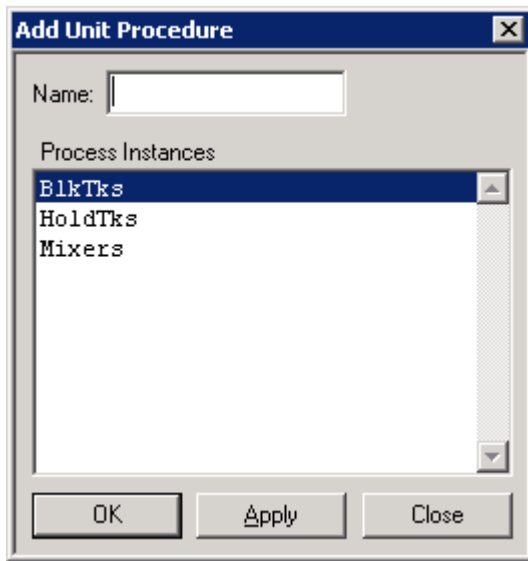 Add Unit Procedure
Name:
Process Instances
BlkTks
HoldTks
Mixers
OK Apply Close